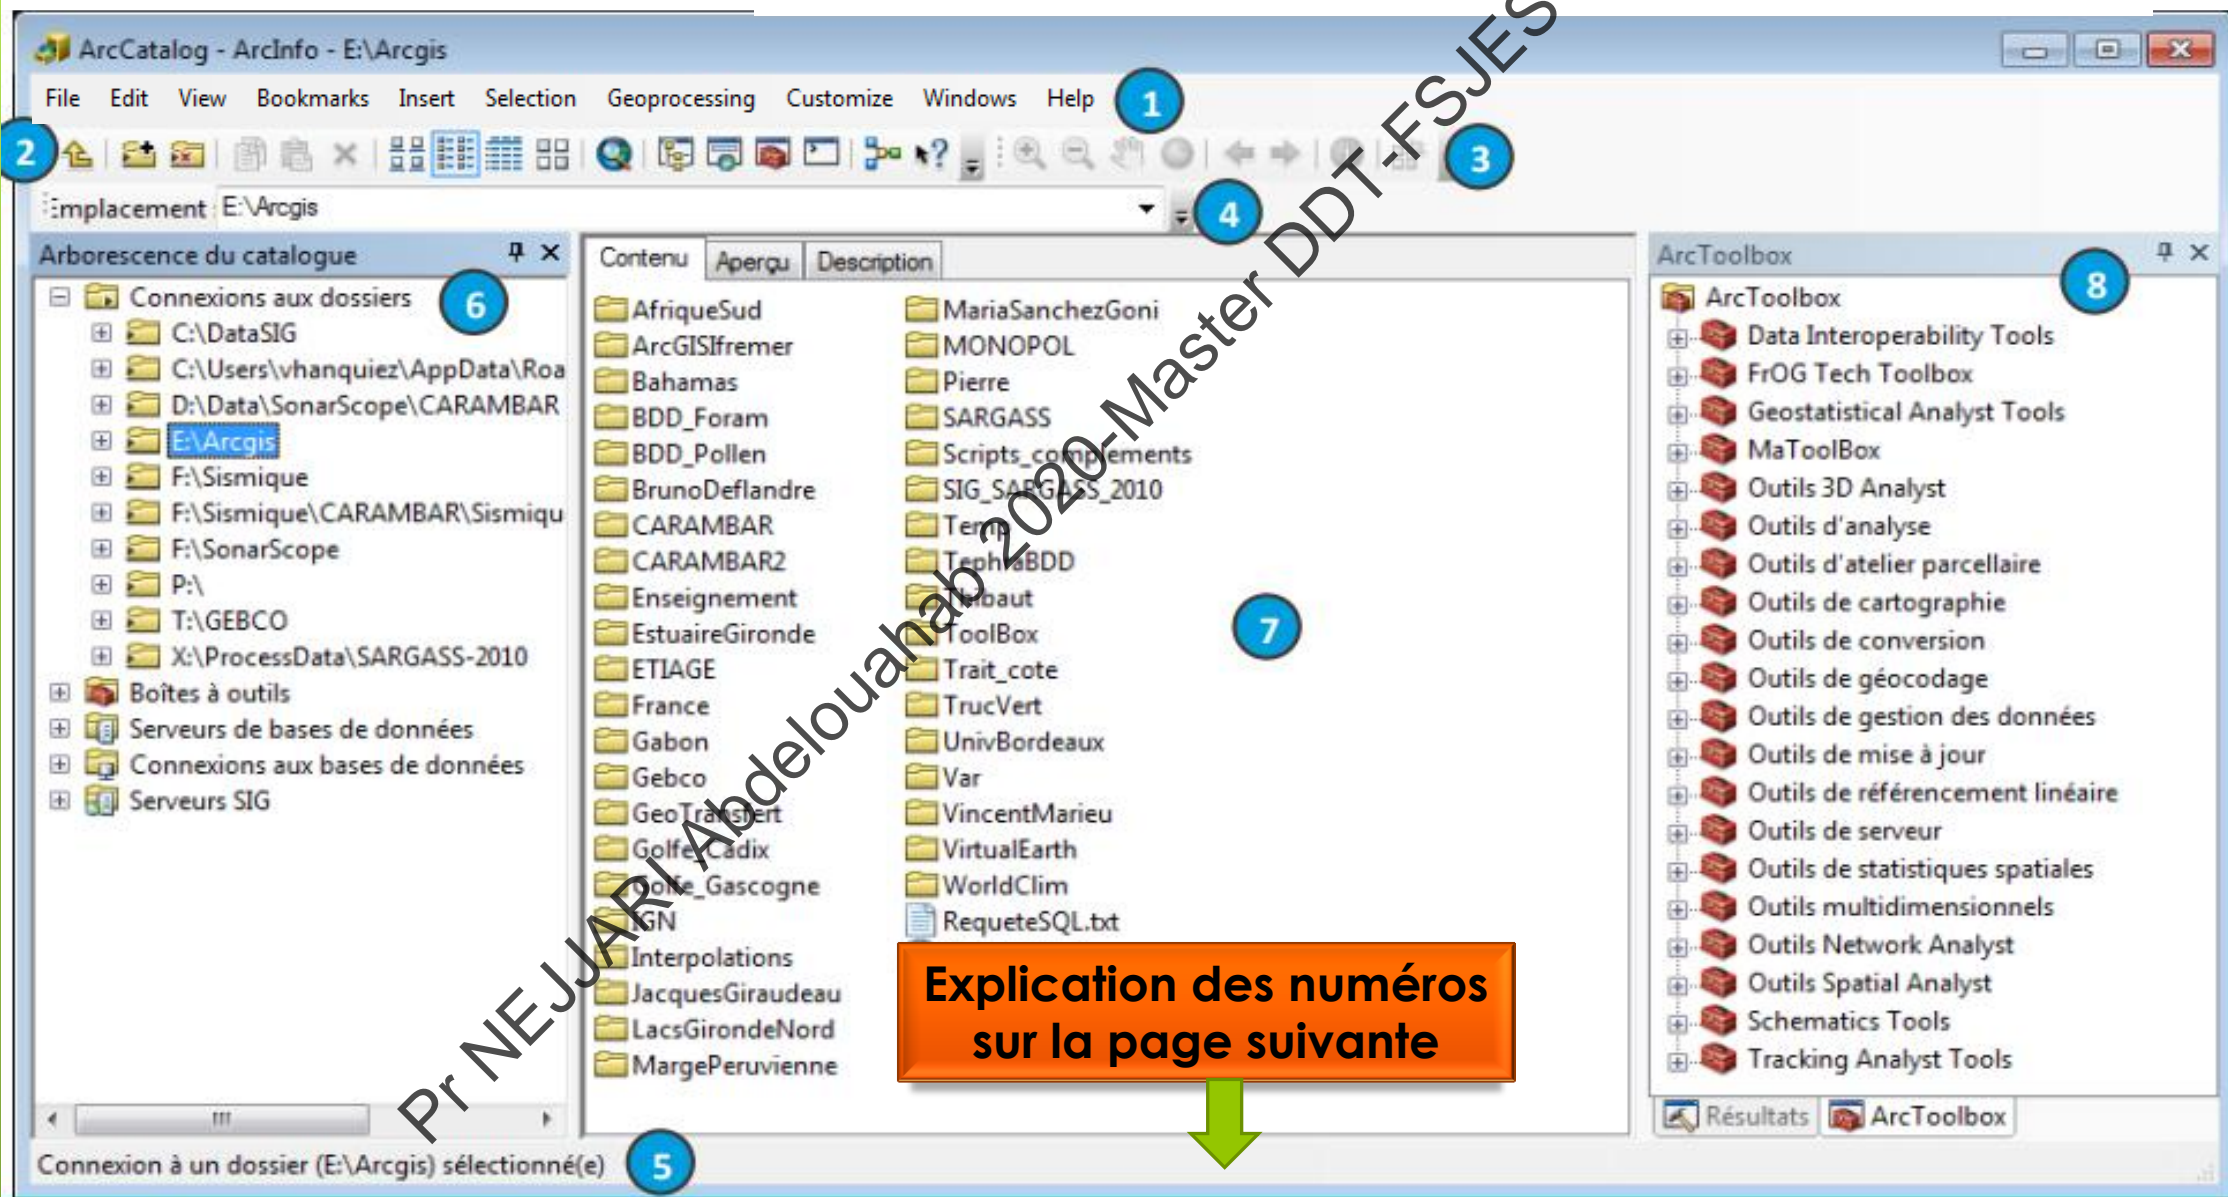 ArcCatalog - ArcInfo - E:\Arcgis
File Edit View Bookmarks Insert Selection Geoprocessing Customize Windows Help
1
2
3
Emplacement : E:\Arcgis
4
Arborescence du catalogue
6
Connexions aux dossiers
C:\DataSIG
C:\Users\vhanquiez\AppData\Roa
D:\Data\SonarScope\CARAMBAR
E:\Arcgis
F:\Sismique
F:\Sismique\CARAMBAR\Sismiqu
F:\SonarScope
P:\
T:\GEBCO
X:\ProcessData\SARGASS-2010
Boîtes à outils
Serveurs de bases de données
Connexions aux bases de données
Serveurs SIG
Contenu Aperçu Description
AfriqueSud
ArcGISIfremer
Bahamas
BDD_Foram
BDD_Pollen
BrunoDeflandre
CARAMBAR
CARAMBAR2
Enseignement
EstuaireGironde
ETIAGE
France
Gabon
Gebco
GeoTransfert
Golfe_Cadix
Golfe_Gascogne
IGN
Interpolations
JacquesGiraudeau
LacsGirondeNord
MargePeruvienne
MariaSanchezGoni
MONOPOL
Pierre
SARGASS
Scripts_complements
SIG_SARGASS_2010
Temp
TephraBDD
Thibaut
ToolBox
Trait_cote
TrucVert
UnivBordeaux
Var
VincentMarieu
VirtualEarth
WorldClim
RequeteSQL.txt
7
Explication des numéros
sur la page suivante
ArcToolbox
8
ArcToolbox
Data Interoperability Tools
FrOG Tech Toolbox
Geostatistical Analyst Tools
MaToolBox
Outils 3D Analyst
Outils d'analyse
Outils d'atelier parcellaire
Outils de cartographie
Outils de conversion
Outils de géocodage
Outils de gestion des données
Outils de mise à jour
Outils de référencement linéaire
Outils de serveur
Outils de statistiques spatiales
Outils multidimensionnels
Outils Network Analyst
Outils Spatial Analyst
Schematics Tools
Tracking Analyst Tools
Résultats ArcToolbox
Connexion à un dossier (E:\Arcgis) sélectionné(e)
5
Pr NEJJARI Abdelouahab 2020-Master DDT-FSJES